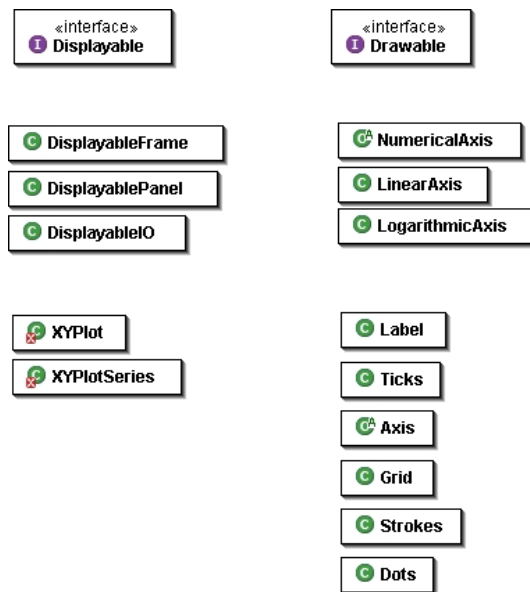 «interface»
I Displayable
«interface»
I Drawable
C DisplayableFrame
C DisplayablePanel
C DisplayableIO
C A NumericalAxis
C LinearAxis
C LogarithmicAxis
C XYPlot
C XYPlotSeries
C Label
C Ticks
C A Axis
C Grid
C Strokes
C Dots